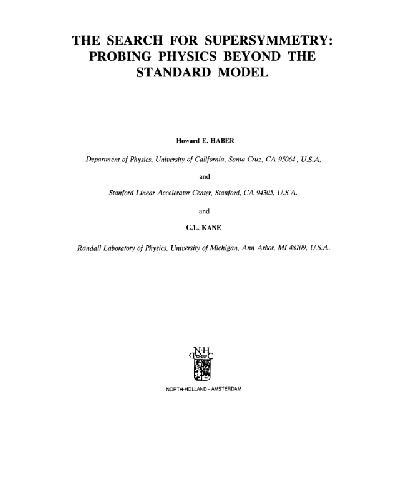 THE SEARCH FOR SUPERSYMMETRY:
PROBING PHYSICS BEYOND THE
STANDARD MODEL
Howard E. HABER
Department of Physics, University of California, Santa Cruz, CA 95064, U.S.A.
and
Stanford Linear Accelerator Center, Stanford, CA 94305, U.S.A.
and
G.L. KANE
Randall Laboratory of Physics, University of Michigan, Ann Arbor, MI 48109, U.S.A.
NORTH-HOLLAND - AMSTERDAM